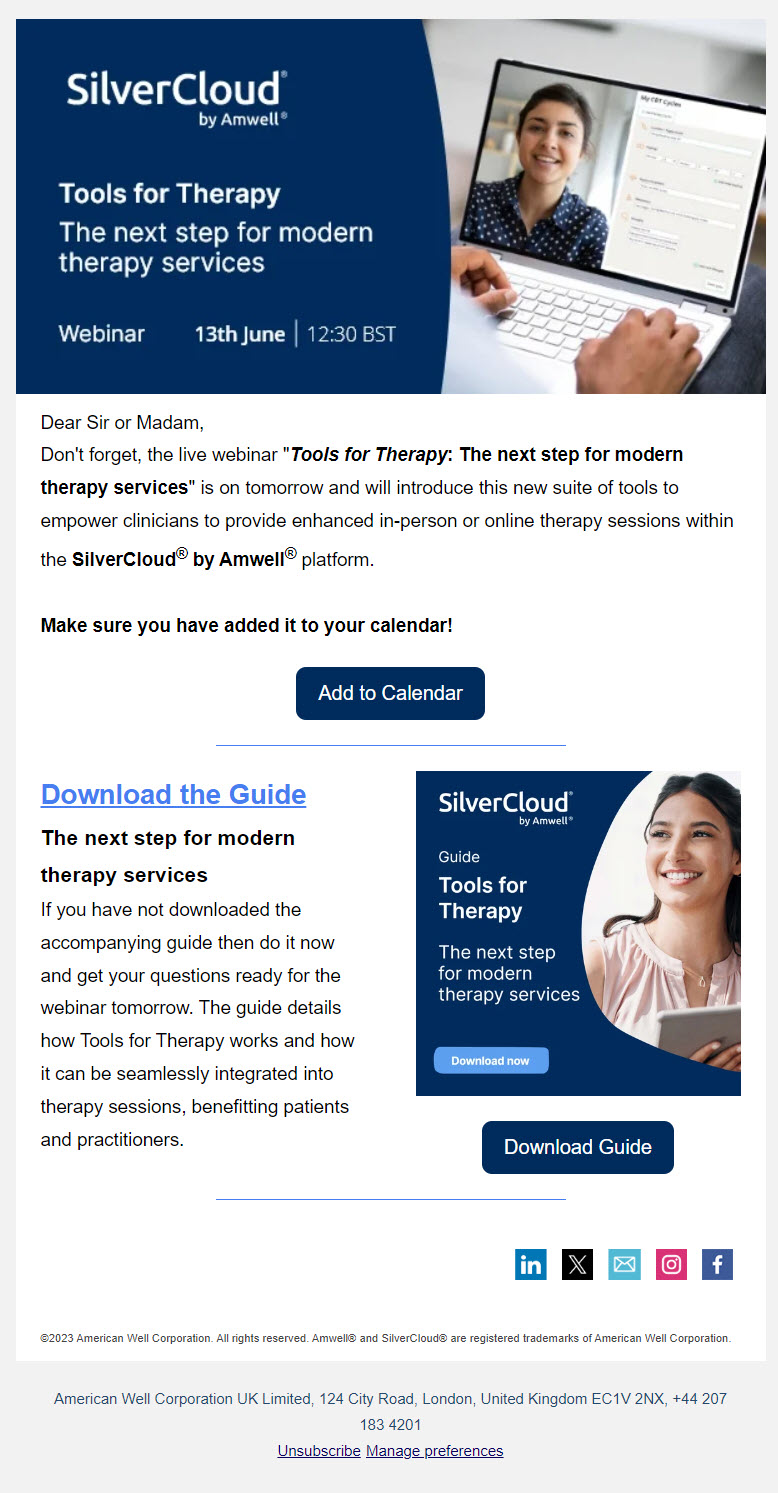 SilverCloud®
by Amwell®
Tools for Therapy
The next step for modern
therapy services
Webinar 13th June | 12:30 BST
My CBT Cycles
Dear Sir or Madam,
Don't forget, the live webinar "Tools for Therapy: The next step for modern
therapy services" is on tomorrow and will introduce this new suite of tools to
empower clinicians to provide enhanced in-person or online therapy sessions within
the SilverCloud® by Amwell® platform.
Make sure you have added it to your calendar!
Add to Calendar
Download the Guide
The next step for modern
therapy services
If you have not downloaded the
accompanying guide then do it now
and get your questions ready for the
webinar tomorrow. The guide details
how Tools for Therapy works and how
it can be seamlessly integrated into
therapy sessions, benefitting patients
and practitioners.
SilverCloud®
by Amwell®
Guide
Tools for
Therapy
The next step
for modern
therapy services
Download now
Download Guide
©2023 American Well Corporation. All rights reserved. Amwell® and SilverCloud® are registered trademarks of American Well Corporation.
American Well Corporation UK Limited, 124 City Road, London, United Kingdom EC1V 2NX, +44 207
183 4201
Unsubscribe Manage preferences